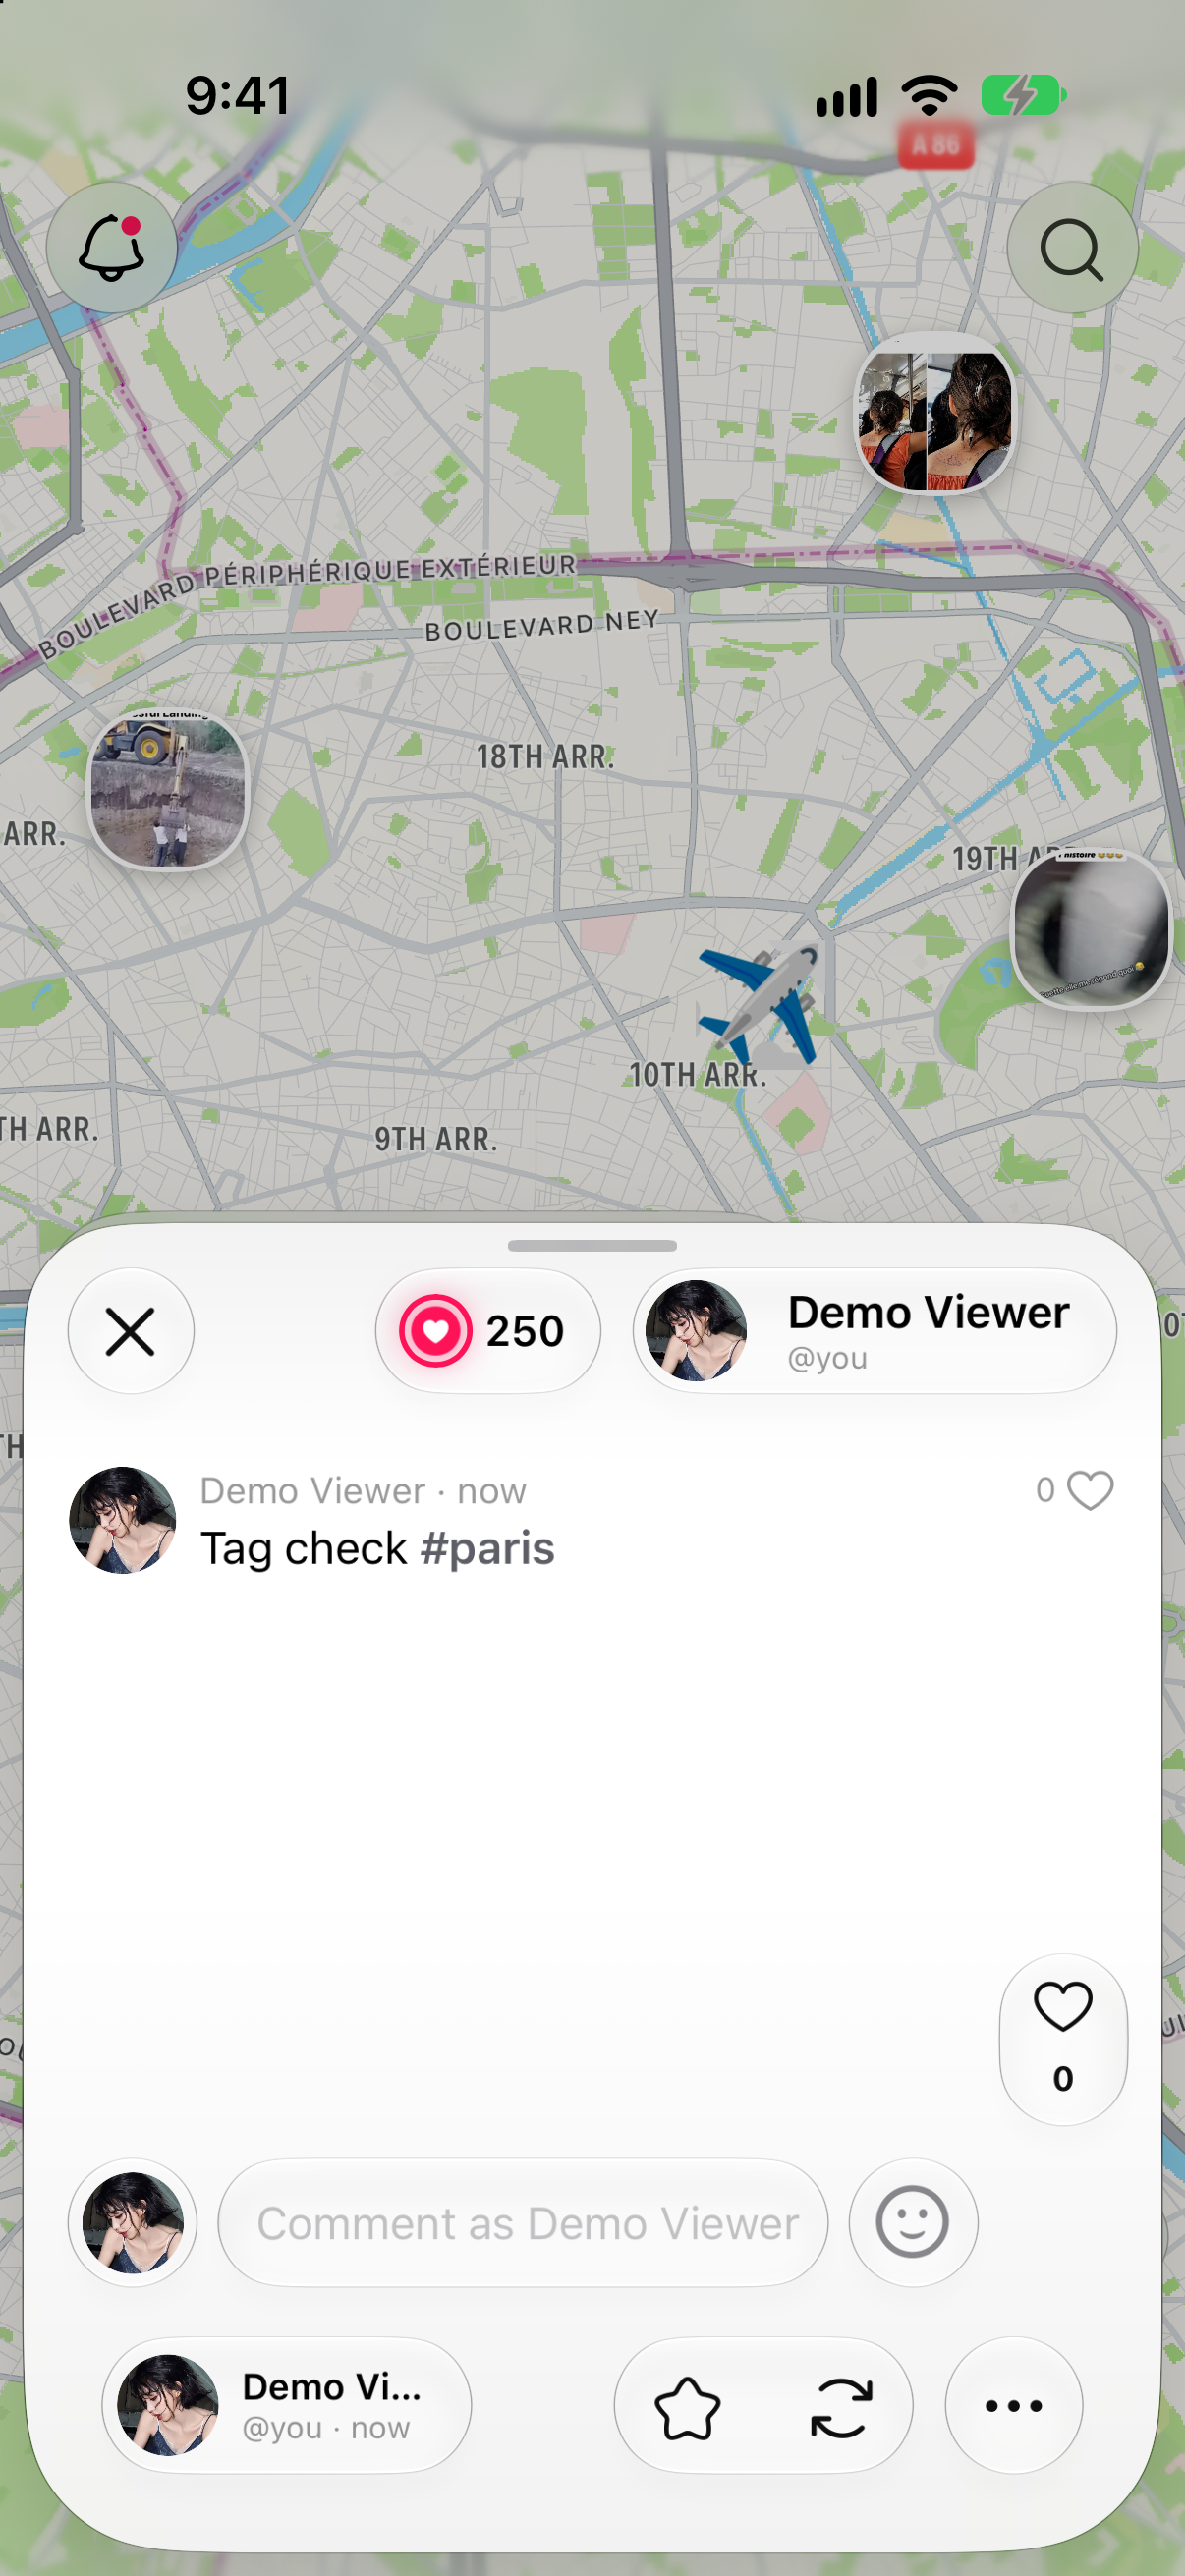 9:41
A 86
BOULEVARD PÉRIPHÉRIQUE EXTÉRIEUR
BOULEVARD NEY
18TH ARR.
ARR.
19TH ARR.
histoire 😂😂😂
10TH ARR.
TH ARR.
9TH ARR.
250
Demo Viewer
@you
Demo Viewer · now
0
Tag check #paris
0
Comment as Demo Viewer
Demo Vi...
@you · now